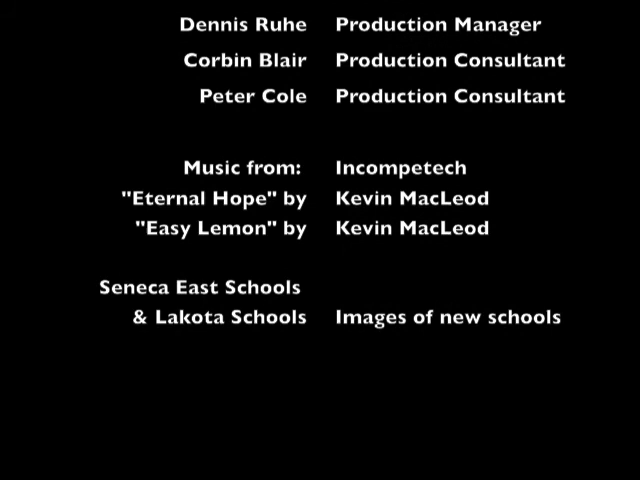 Dennis Ruhe Production Manager
Corbin Blair Production Consultant
Peter Cole Production Consultant
Music from: Incompetech
"Eternal Hope" by Kevin MacLeod
"Easy Lemon" by Kevin MacLeod
Seneca East Schools
& Lakota Schools Images of new schools